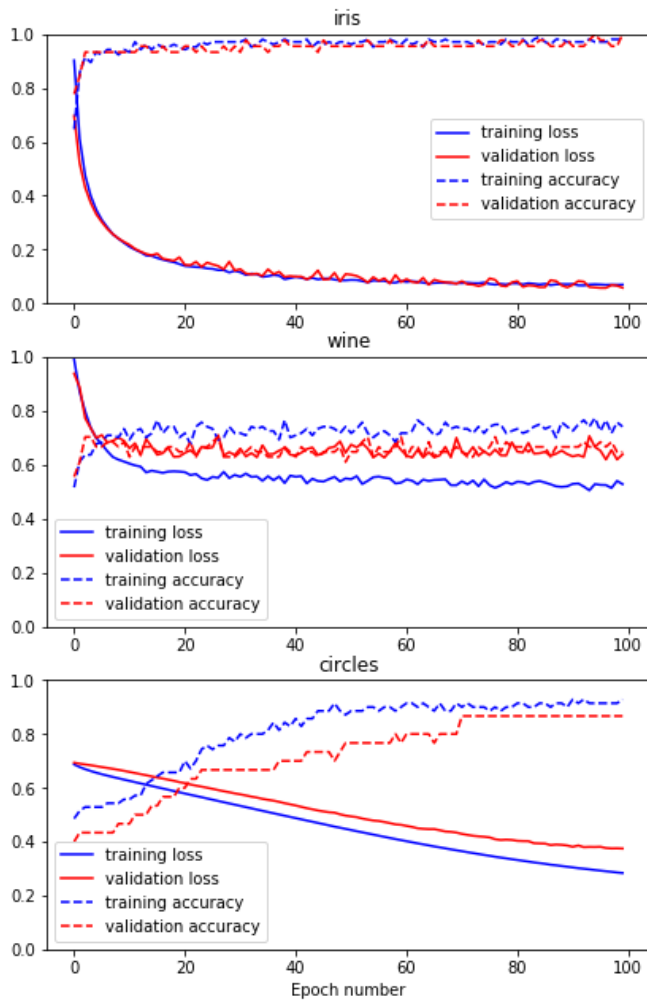 iris
1.0
0.8
0.6
0.4
0.2
0.0
training loss
validation loss
training accuracy
validation accuracy
0 20 40 60 80 100
wine
1.0
0.8
0.6
0.4
0.2
0.0
training loss
validation loss
training accuracy
validation accuracy
0 20 40 60 80 100
circles
1.0
0.8
0.6
0.4
0.2
0.0
training loss
validation loss
training accuracy
validation accuracy
0 20 40 60 80 100
Epoch number